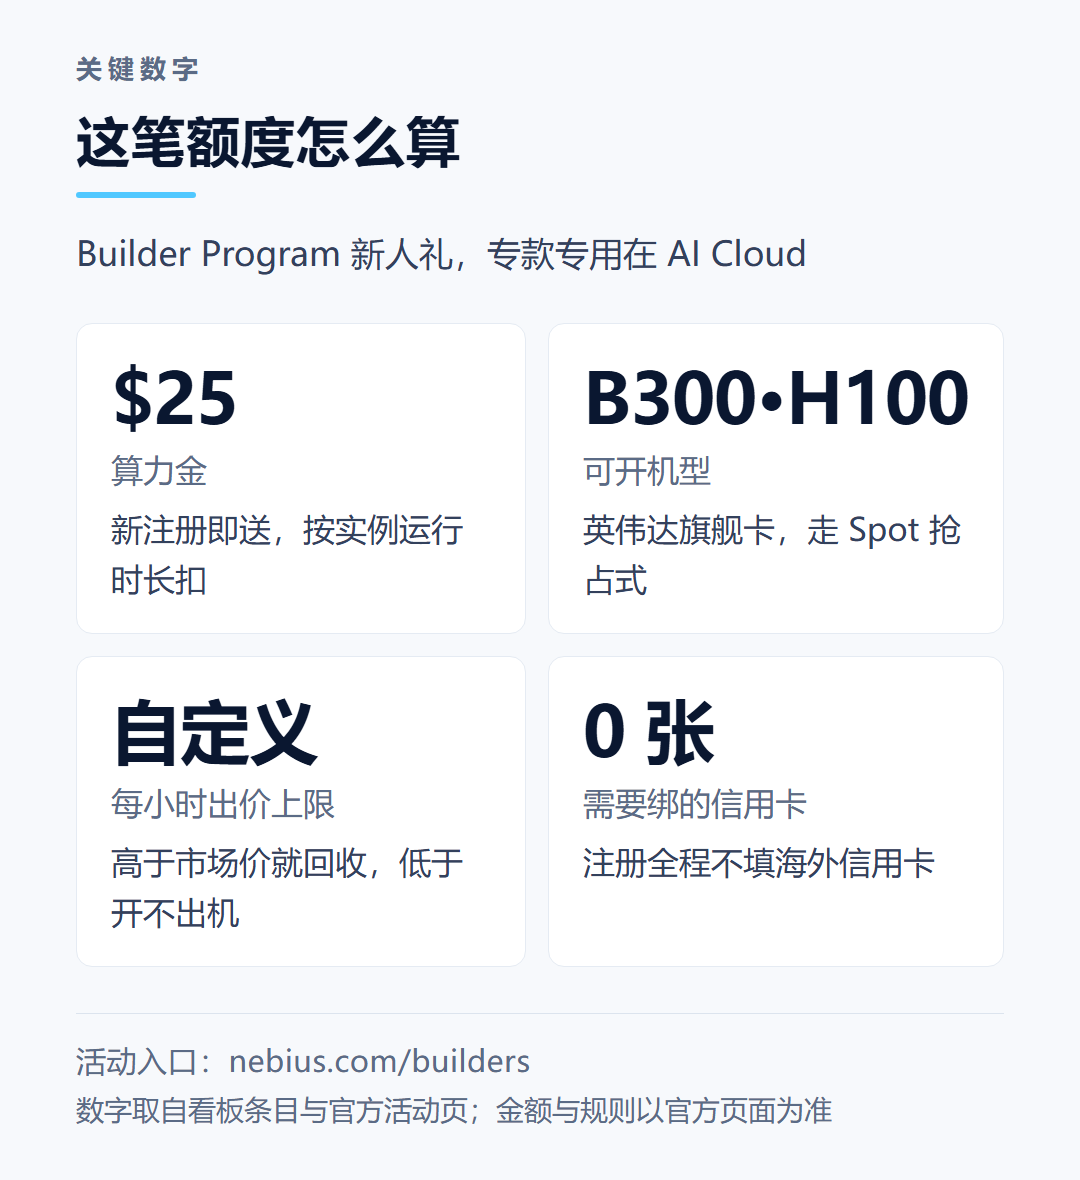 关键数字
这笔额度怎么算
Builder Program 新人礼，专款专用在 AI Cloud
$25
算力金
新注册即送，按实例运行
时长扣
B300·H100
可开机型
英伟达旗舰卡，走 Spot 抢
占式
自定义
每小时出价上限
高于市场价就回收，低于
开不出机
0 张
需要绑的信用卡
注册全程不填海外信用卡
活动入口：nebius.com/builders
数字取自看板条目与官方活动页；金额与规则以官方页面为准